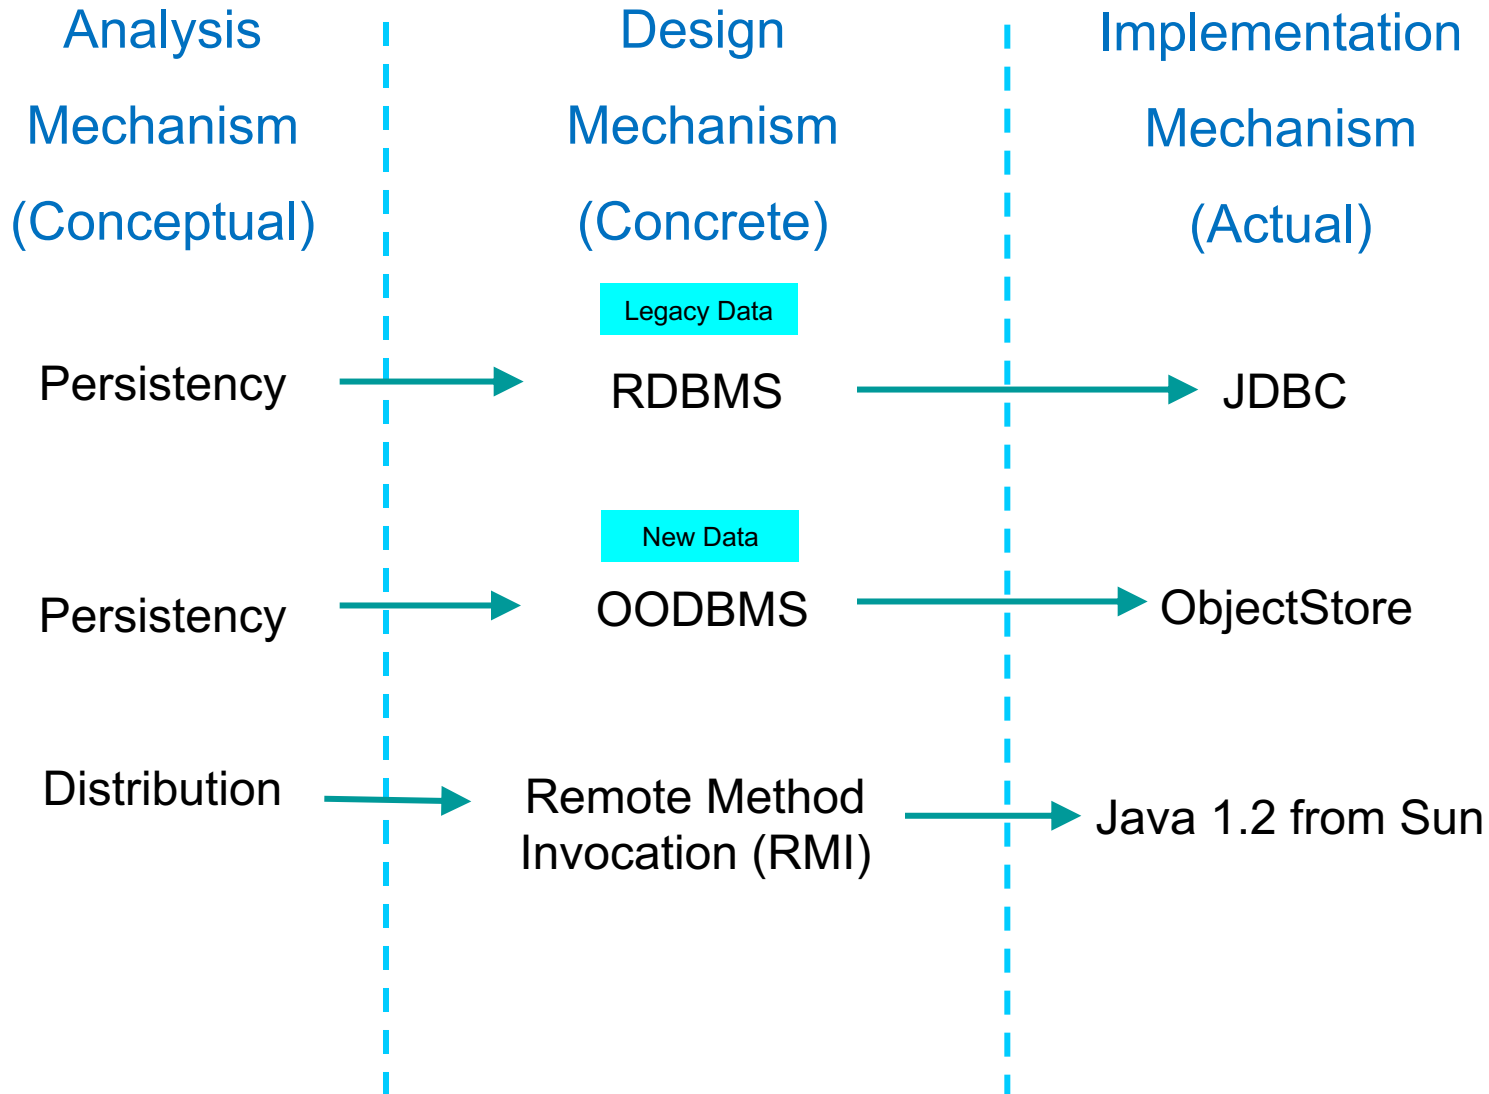 Analysis
Mechanism
(Conceptual)
Design
Mechanism
(Concrete)
Implementation
Mechanism
(Actual)
Legacy Data
Persistency
RDBMS
JDBC
New Data
Persistency
OODBMS
ObjectStore
Distribution
Remote Method
Invocation (RMI)
Java 1.2 from Sun